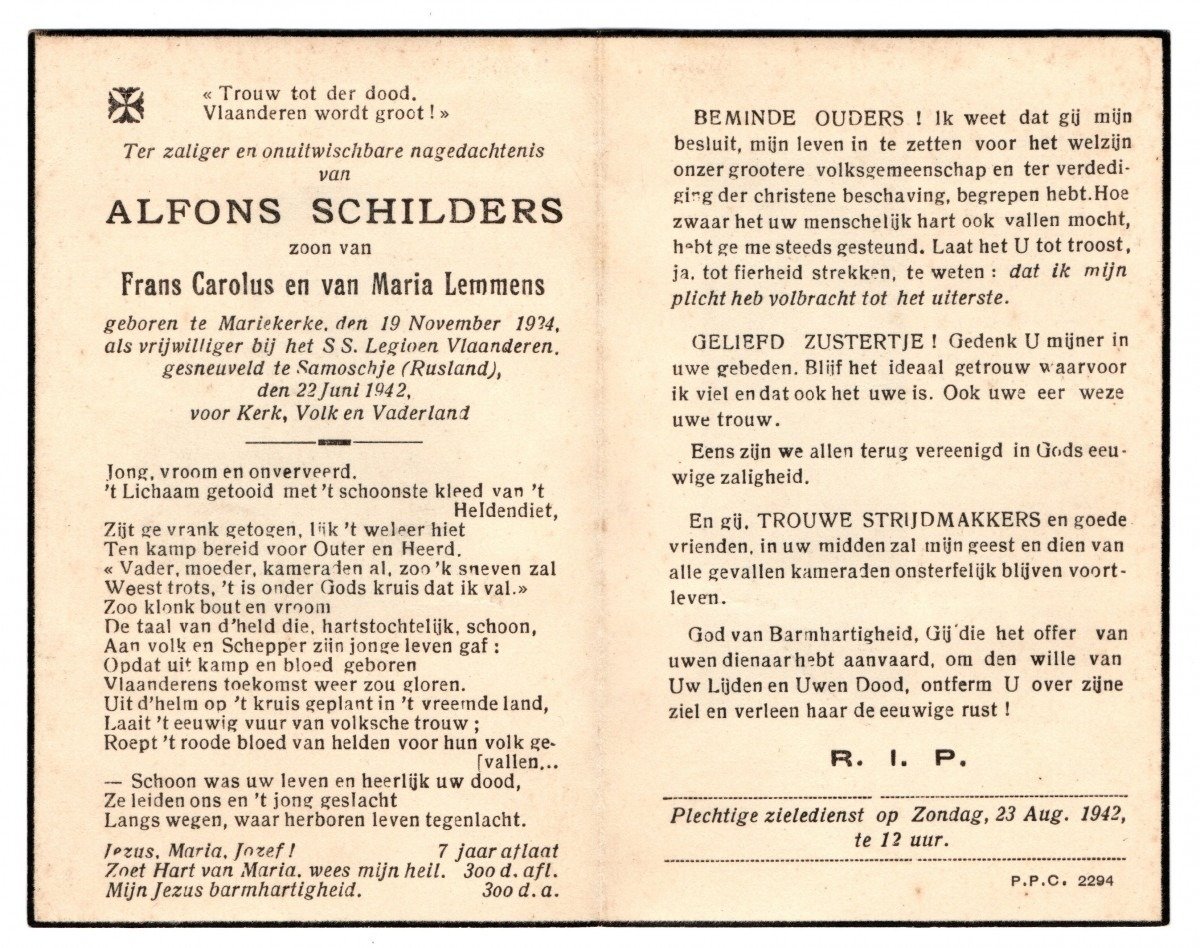 « Trouw tot der dood.
Vlaanderen wordt groot ! »
Ter zaliger en onuitwischbare nagedachtenis
van
ALFONS SCHILDERS
zoon van
Frans Carolus en van Maria Lemmens
geboren te Mariekerke, den 19 November 1924,
als vrijwilliger bij het S S. Legioen Vlaanderen,
gesneuveld te Samoschje (Rusland),
den 22 Juni 1942,
voor Kerk, Volk en Vaderland
Jong, vroom en onverveerd.
't Lichaam getooid met 't schoonste kleed van 't
Heldendiet,
Zijt ge vrank getogen, lijk 't weleer hiet
Ten kamp bereid voor Outer en Heerd.
« Vader, moeder, kameraden al, zoo 'k sneven zal
Weest trots, 't is onder Gods kruis dat ik val.»
Zoo klonk bout en vroom
De taal van d'held die, hartstochtelijk, schoon,
Aan volk en Schepper zijn jonge leven gaf :
Opdat uit kamp en bloed geboren
Vlaanderens toekomst weer zou gloren.
Uit d'helm op 't kruis geplant in 't vreemde land,
Laait 't eeuwig vuur van volksche trouw ;
Roept 't roode bloed van helden voor hun volk ge-
[vallen...
— Schoon was uw leven en heerlijk uw dood,
Ze leiden ons en 't jong geslacht
Langs wegen, waar herboren leven tegenlacht.
Jezus, Maria, Jozef ! 7 jaar aflaat
Zoet Hart van Maria, wees mijn heil. 300 d. afl.
Mijn Jezus barmhartigheid. 300 d. a.
BEMINDE OUDERS ! Ik weet dat gij mijn
besluit, mijn leven in te zetten voor het welzijn
onzer grootere volksgemeenschap en ter verdedi-
ging der christene beschaving, begrepen hebt. Hoe
zwaar het uw menschelijk hart ook vallen mocht,
hebt ge me steeds gesteund. Laat het U tot troost,
ja, tot fierheid strekken, te weten : dat ik mijn
plicht heb volbracht tot het uiterste.
GELIEFD ZUSTERTJE ! Gedenk U mijner in
uwe gebeden. Blijf het ideaal getrouw waarvoor
ik viel en dat ook het uwe is. Ook uwe eer weze
uwe trouw.
Eens zijn we allen terug vereenigd in Gods eeu-
wige zaligheid.
En gij, TROUWE STRIJDMAKKERS en goede
vrienden, in uw midden zal mijn geest en dien van
alle gevallen kameraden onsterfelijk blijven voort-
leven.
God van Barmhartigheid, Gij die het offer van
uwen dienaar hebt aanvaard, om den wille van
Uw Lijden en Uwen Dood, ontferm U over zijne
ziel en verleen haar de eeuwige rust !
R. I. P.
Plechtige zieledienst op Zondag, 23 Aug. 1942,
te 12 uur.
P.P.C. 2294